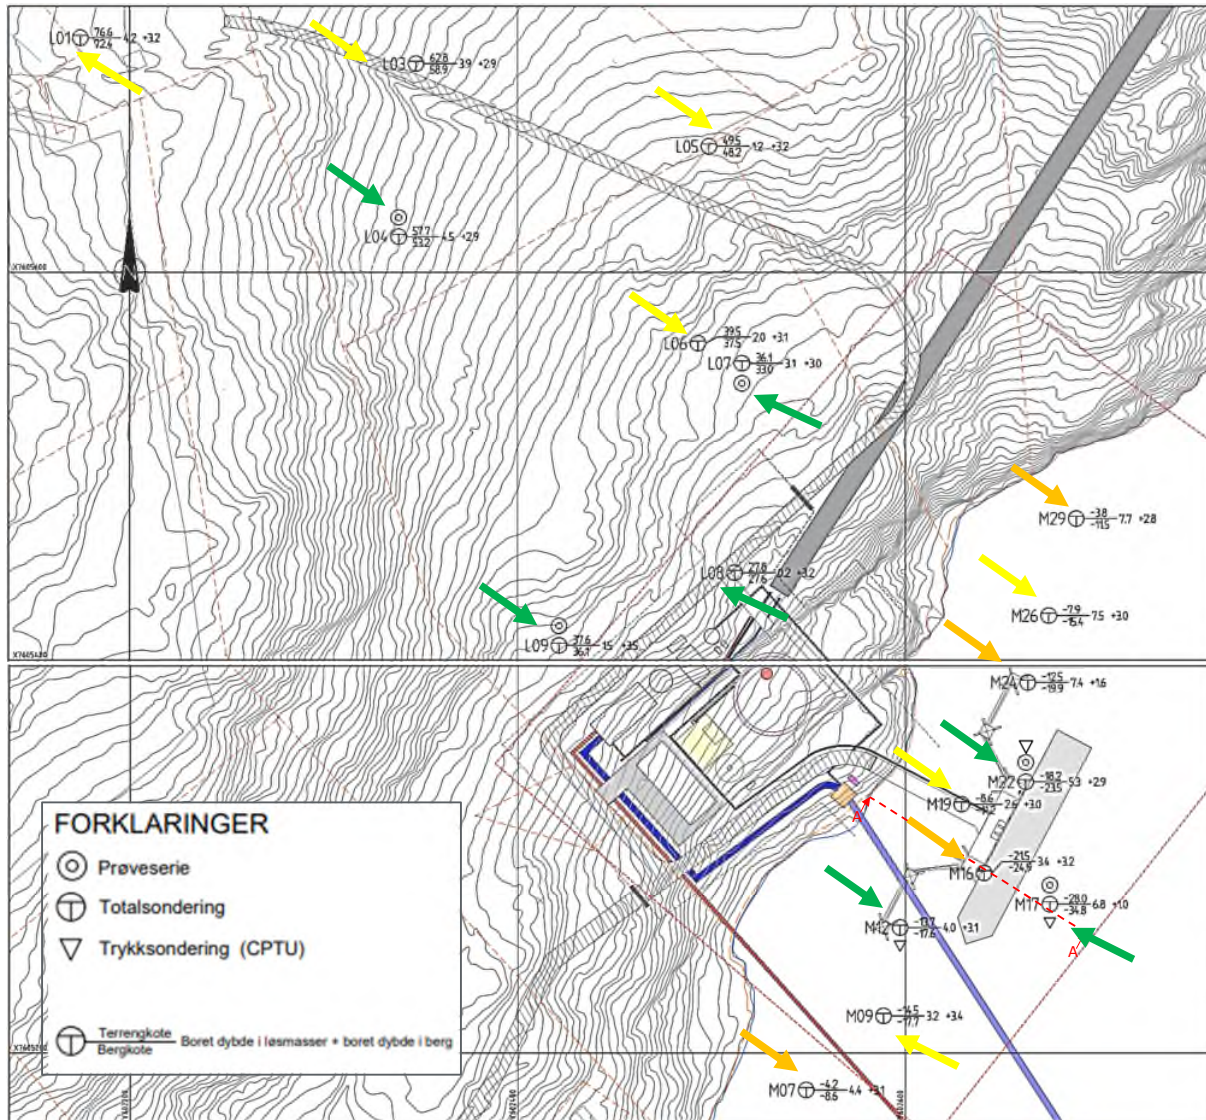 L01 76.6 72.4 4.2 +3.2
L03 62.8 58.9 3.9 +2.9
L05 49.5 48.2 1.2 +3.2
L04 57.7 53.2 4.5 +2.9
X7605600
N
L06 39.5 37.5 2.0 +3.1
L07 36.1 33.0 3.1 +3.0
M29 -3.8 -11.5 7.7 +2.8
L08 27.8 27.6 0.2 +3.2
M26 -7.9 -15.4 7.5 +3.0
L09 37.6 36.1 1.5 +3.5
X7605400
M24 -12.5 -19.9 7.4 +1.6
M22 -18.2 -23.5 5.3 +2.9
M19 -8.6 -11.2 2.6 +3.0
A
M16 -21.5 -24.9 3.4 +3.2
M17 -28.0 -34.8 6.8 +1.0
M12 -13.7 -17.6 4.0 +3.1
A
M09 -14.5 -17.7 3.2 +3.4
M07 -4.2 -8.6 4.4 +3.1
FORKLARINGER
Prøveserie
Totalsondering
Trykksondering (CPTU)
Terrengkote
Bergkote
Boret dybde i løsmasser + boret dybde i berg
X7605200